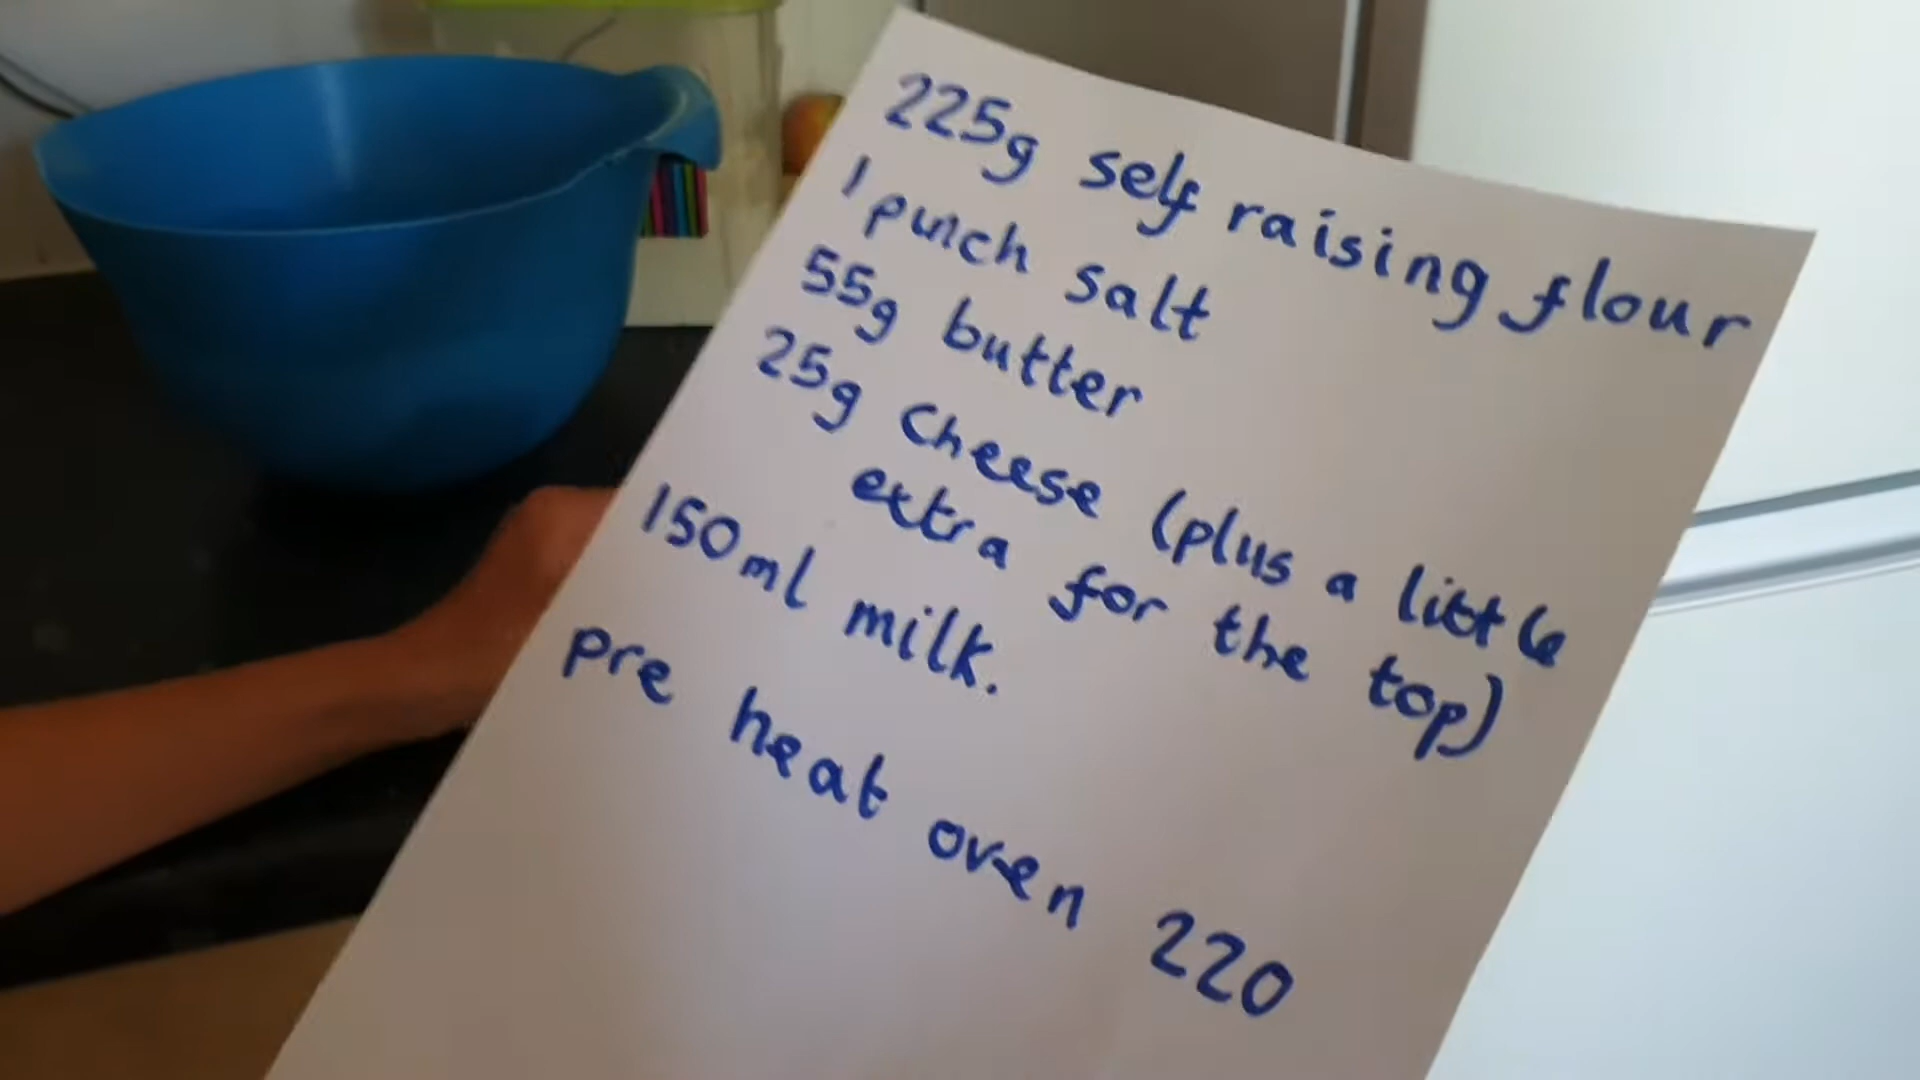 225g self raising flour
1 pinch salt
55g butter
25g Cheese (plus a little
extra for the top)
150ml milk.
pre heat oven 220